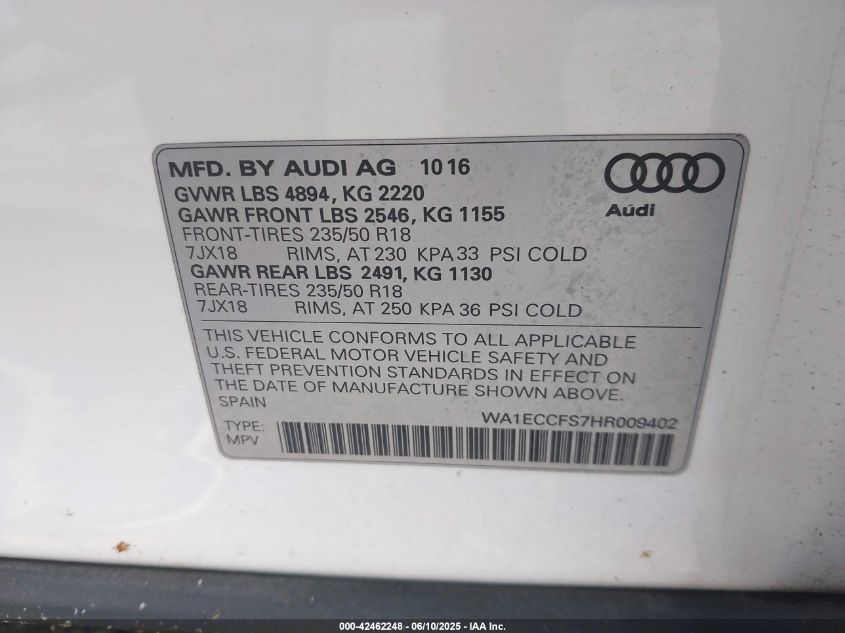 MFD. BY AUDI AG 10 16
GVWR LBS 4894, KG 2220
GAWR FRONT LBS 2546, KG 1155
FRONT-TIRES 235/50 R18
7JX18 RIMS, AT 230 KPA 33 PSI COLD
GAWR REAR LBS 2491, KG 1130
REAR-TIRES 235/50 R18
7JX18 RIMS, AT 250 KPA 36 PSI COLD
Audi
THIS VEHICLE CONFORMS TO ALL APPLICABLE
U.S. FEDERAL MOTOR VEHICLE SAFETY AND
THEFT PREVENTION STANDARDS IN EFFECT ON
THE DATE OF MANUFACTURE SHOWN ABOVE.
SPAIN
WA1ECCFS7HR009402
TYPE:
MPV
000-42462248 - 06/10/2025 - IAA Inc.